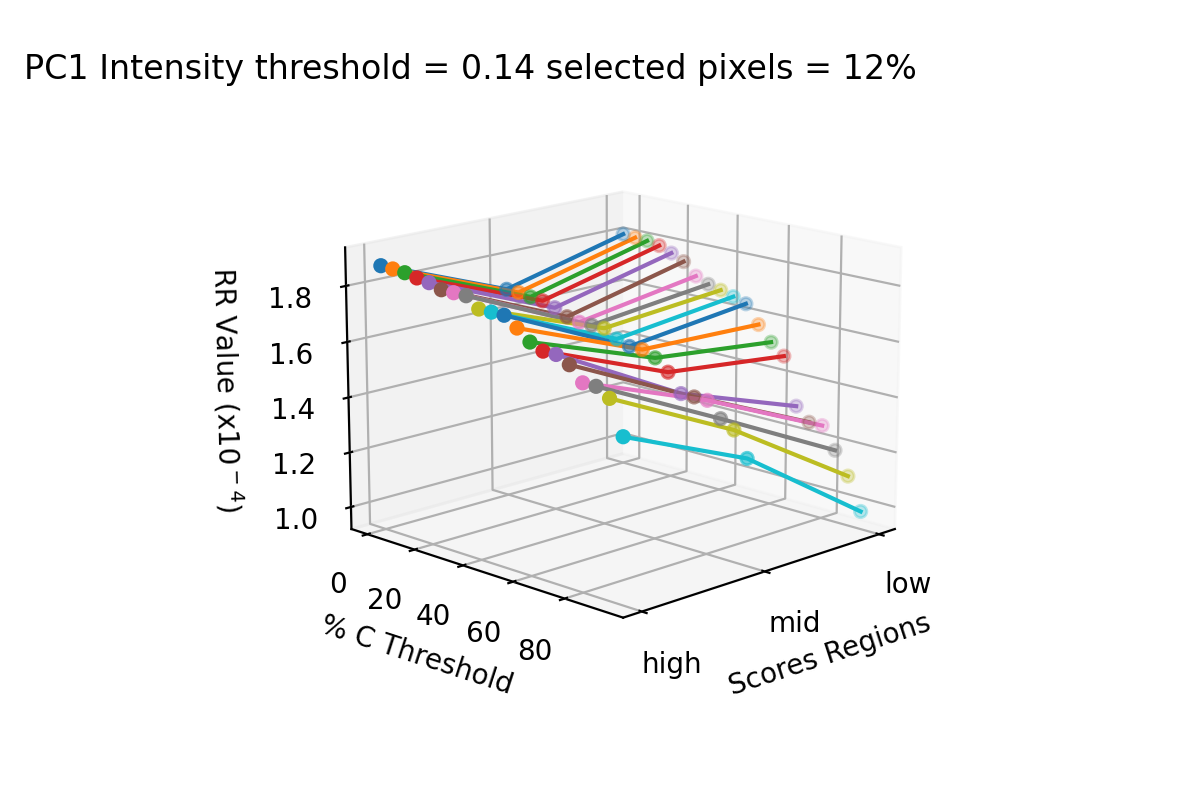 PC1 Intensity threshold = 0.14 selected pixels = 12%
RR Value (x10⁻⁴)
1.8
1.6
1.4
1.2
1.0
0
20
40
60
80
% C Threshold
high
mid
low
Scores Regions